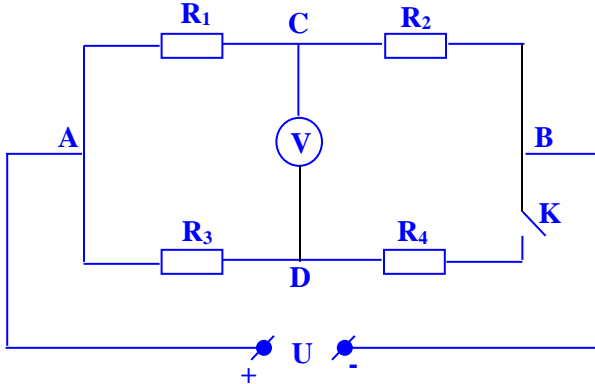 R₁ C R₂
A V B
K
R₃ R₄
D
+ U -